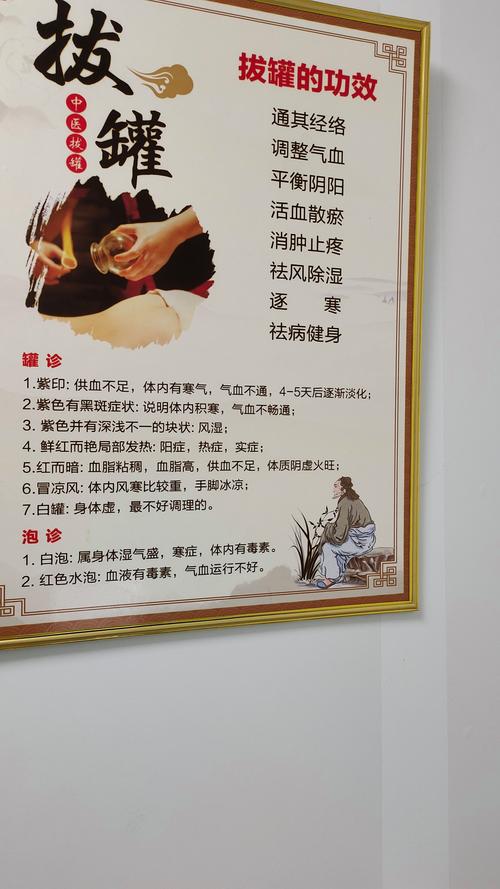 拔罐
中医拔罐
拔罐的功效
通其经络
调整气血
平衡阴阳
活血散瘀
消肿止疼
祛风除湿
逐 寒
祛病健身
罐诊
1.紫印: 供血不足，体内有寒气，气血不通，4-5天后逐渐淡化;
2.紫色有黑斑症状: 说明体内积寒，气血不畅通;
3. 紫色并有深浅不一的块状: 风湿;
4. 鲜红而艳局部发热: 阳症，热症，实症;
5.红而暗: 血脂粘稠，血脂高，供血不足，体质阴虚火旺;
6.冒凉风: 体内风寒比较重，手脚冰凉;
7.白罐: 身体虚，最不好调理的。
泡诊
1. 白泡: 属身体湿气盛，寒症，体内有毒素。
2. 红色水泡: 血液有毒素，气血运行不好。